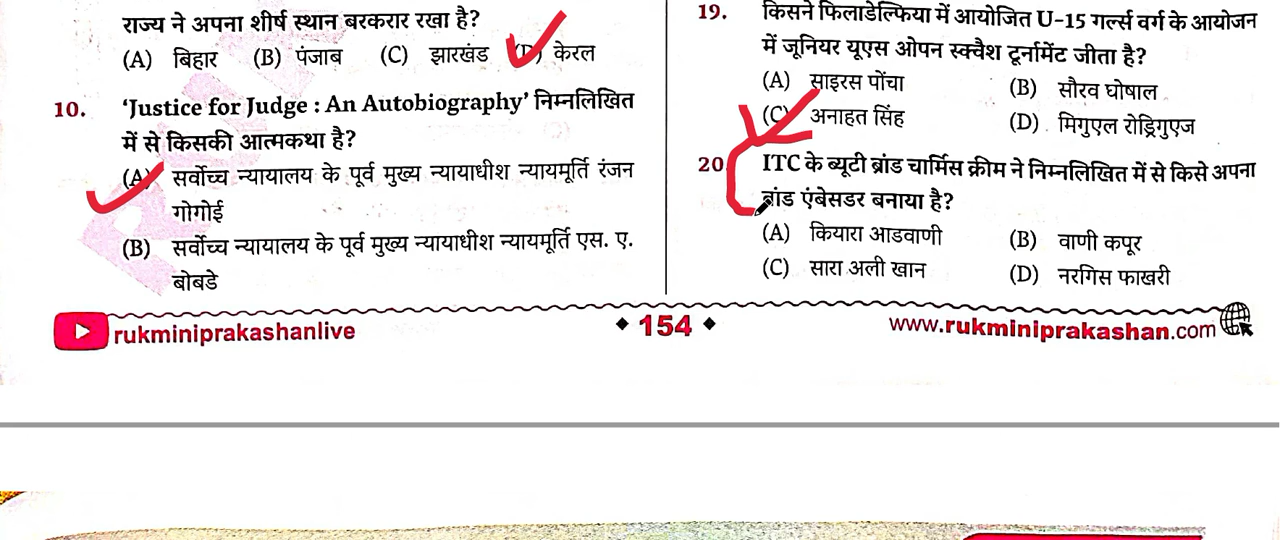 राज्य ने अपना शीर्ष स्थान बरकरार रखा है?
(A) बिहार (B) पंजाब (C) झारखंड (D) केरल
10. 'Justice for Judge : An Autobiography' निम्नलिखित
में से किसकी आत्मकथा है?
(A) सर्वोच्च न्यायालय के पूर्व मुख्य न्यायाधीश न्यायमूर्ति रंजन
गोगोई
(B) सर्वोच्च न्यायालय के पूर्व मुख्य न्यायाधीश न्यायमूर्ति एस. ए.
बोबडे
19. किसने फिलाडेल्फिया में आयोजित U-15 गर्ल्स वर्ग के आयोजन
में जूनियर यूएस ओपन स्क्वैश टूर्नामेंट जीता है?
(A) साइरस पोंचा (B) सौरव घोषाल
(C) अनाहत सिंह (D) मिगुएल रोड्रिगुएज
20 ITC के ब्यूटी ब्रांड चार्मिस क्रीम ने निम्नलिखित में से किसे अपना
ब्रांड एंबेसडर बनाया है?
(A) कियारा आडवाणी (B) वाणी कपूर
(C) सारा अली खान (D) नरगिस फाखरी
rukminiprakashanlive ◆ 154 ◆ www.rukminiprakashan.com